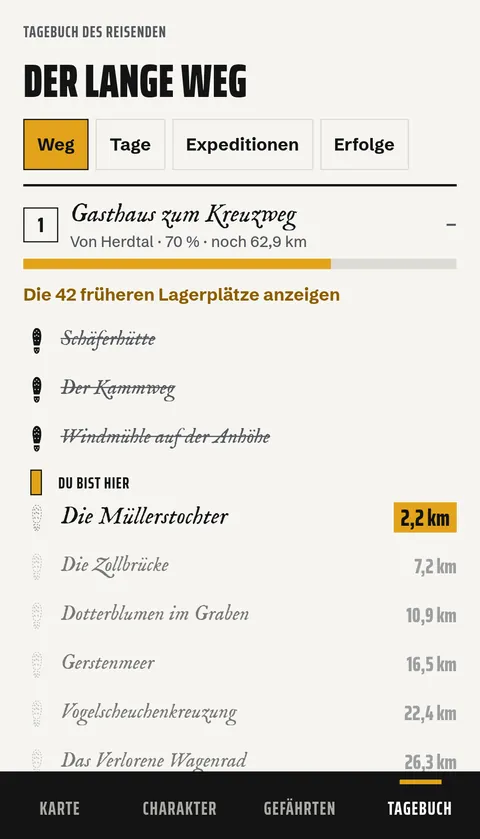 TAGEBUCH DES REISENDEN
DER LANGE WEG
Weg Tage Expeditionen Erfolge
1 Gasthaus zum Kreuzweg –
Von Herdtal · 70 % · noch 62,9 km
Die 42 früheren Lagerplätze anzeigen
Schäferhütte
Der Kammweg
Windmühle auf der Anhöhe
DU BIST HIER
Die Müllerstochter 2,2 km
Die Zollbrücke 7,2 km
Dotterblumen im Graben 10,9 km
Gerstenmeer 16,5 km
Vogelscheuchenkreuzung 22,4 km
Das Verlorene Wagenrad 26,3 km
KARTE CHARAKTER GEFÄHRTEN TAGEBUCH